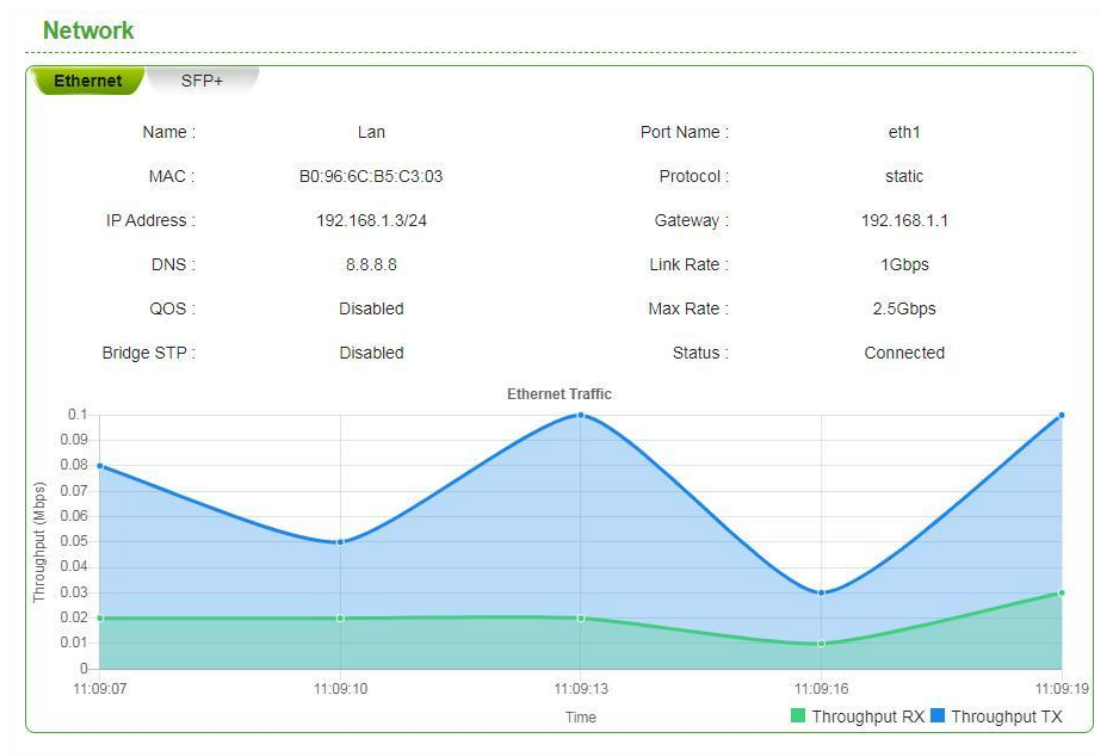 Network
Ethernet SFP+
Name : Lan Port Name : eth1
MAC : B0:96:6C:B5:C3:03 Protocol : static
IP Address : 192.168.1.3/24 Gateway : 192.168.1.1
DNS : 8.8.8.8 Link Rate : 1Gbps
QOS : Disabled Max Rate : 2.5Gbps
Bridge STP : Disabled Status : Connected
Ethernet Traffic
Throughput (Mbps)
0.1
0.09
0.08
0.07
0.06
0.05
0.04
0.03
0.02
0.01
0
11:09:07 11:09:10 11:09:13 11:09:16 11:09:19
Time
Throughput RX Throughput TX